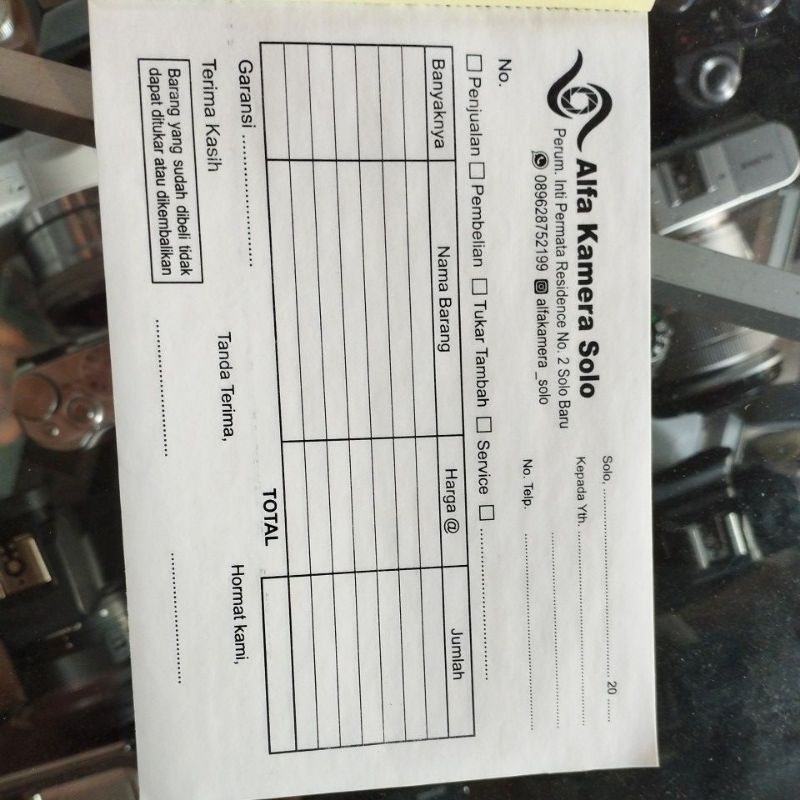 Alfa Kamera Solo
Perum. Inti Permata Residence No. 2 Solo Baru
089628752199 alfakamera _solo
Solo, .............................. 20 .......
Kepada Yth. ..............................
..............................
No. Telp. ..............................
No.
Penjualan Pembelian Tukar Tambah Service ..............................
Banyaknya Nama Barang Harga @ Jumlah
TOTAL
Garansi ..............................
Terima Kasih Tanda Terima, Hormat kami,
Barang yang sudah dibeli tidak
dapat ditukar atau dikembalikan